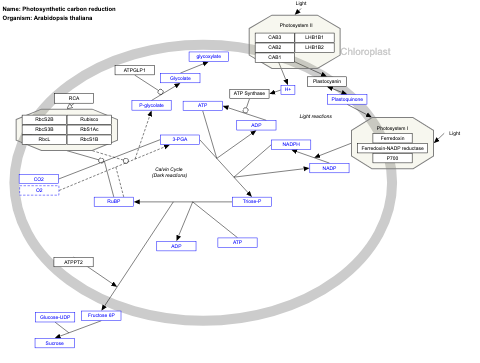 Name: Photosynthetic carbon reduction
Organism: Arabidopsis thaliana
Light
Photosystem II
CAB3
LHB1B1
CAB2
LHB1B2
CAB1
Chloroplast
glycoxylate
ATPGLP1
Glycolate
Plastocyanin
H+
ATP Synthase
RCA
P-glycolate
ATP
Plastoquinone
Light reactions
RbcS2B
Rubisco
RbcS3B
RbS1Ac
RbcL
RbcS1B
ADP
Photosystem I
Light
Ferredoxin
Ferredoxin-NADP reductase
P700
3-PGA
NADPH
Calvin Cycle
(Dark reactions)
NADP
CO2
O2
RuBP
Triose-P
ADP
ATP
ATPPT2
Glucose-UDP
Fructose 6P
Sucrose